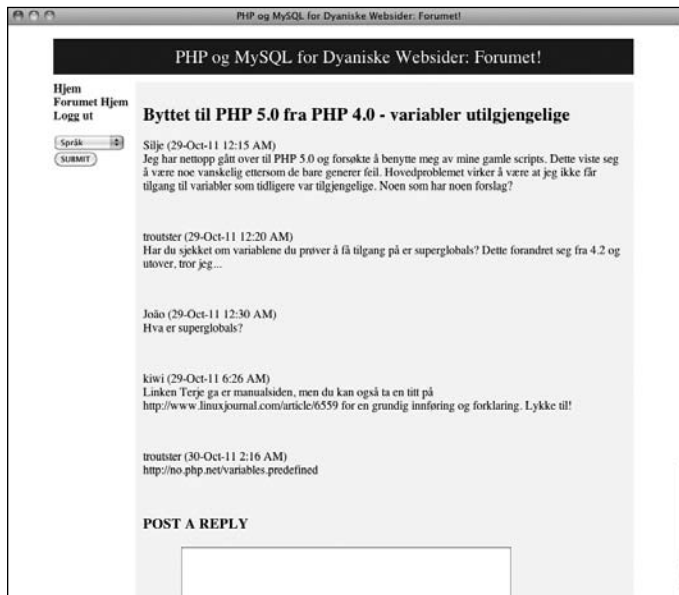 PHP og MySQL for Dyaniske Websider: Forumet!
PHP og MySQL for Dyaniske Websider: Forumet!
Hjem
Forumet Hjem
Logg ut
Språk
SUBMIT
Byttet til PHP 5.0 fra PHP 4.0 - variabler utilgjengelige
Silje (29-Oct-11 12:15 AM)
Jeg har nettopp gått over til PHP 5.0 og forsøkte å benytte meg av mine gamle scripts. Dette viste seg
å være noe vanskelig ettersom de bare generer feil. Hovedproblemet virker å være at jeg ikke får
tilgang til variabler som tidligere var tilgjengelige. Noen som har noen forslag?
troutster (29-Oct-11 12:20 AM)
Har du sjekket om variablene du prøver å få tilgang på er superglobals? Dette forandret seg fra 4.2 og
utover, tror jeg...
João (29-Oct-11 12:30 AM)
Hva er superglobals?
kiwi (29-Oct-11 6:26 AM)
Linken Terje ga er manualsiden, men du kan også ta en titt på
http://www.linuxjournal.com/article/6559 for en grundig innføring og forklaring. Lykke til!
troutster (30-Oct-11 2:16 AM)
http://no.php.net/variables.predefined
POST A REPLY